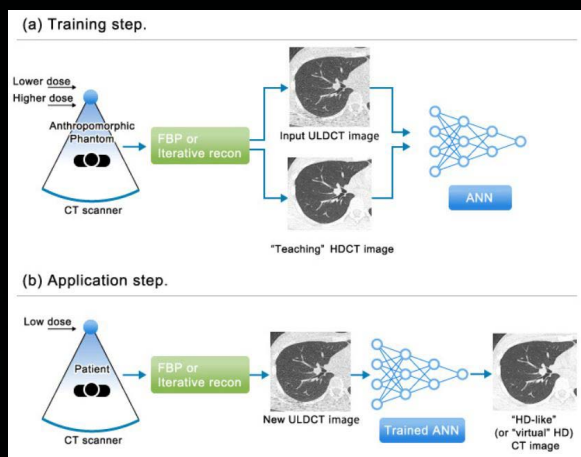 (a) Training step.
Lower dose
Higher dose
Anthropomorphic
Phantom
CT scanner
FBP or
Iterative recon
Input ULDCT image
"Teaching" HDCT image
ANN
(b) Application step.
Low dose
Patient
CT scanner
FBP or
Iterative recon
New ULDCT image
Trained ANN
"HD-like"
(or "virtual" HD)
CT image